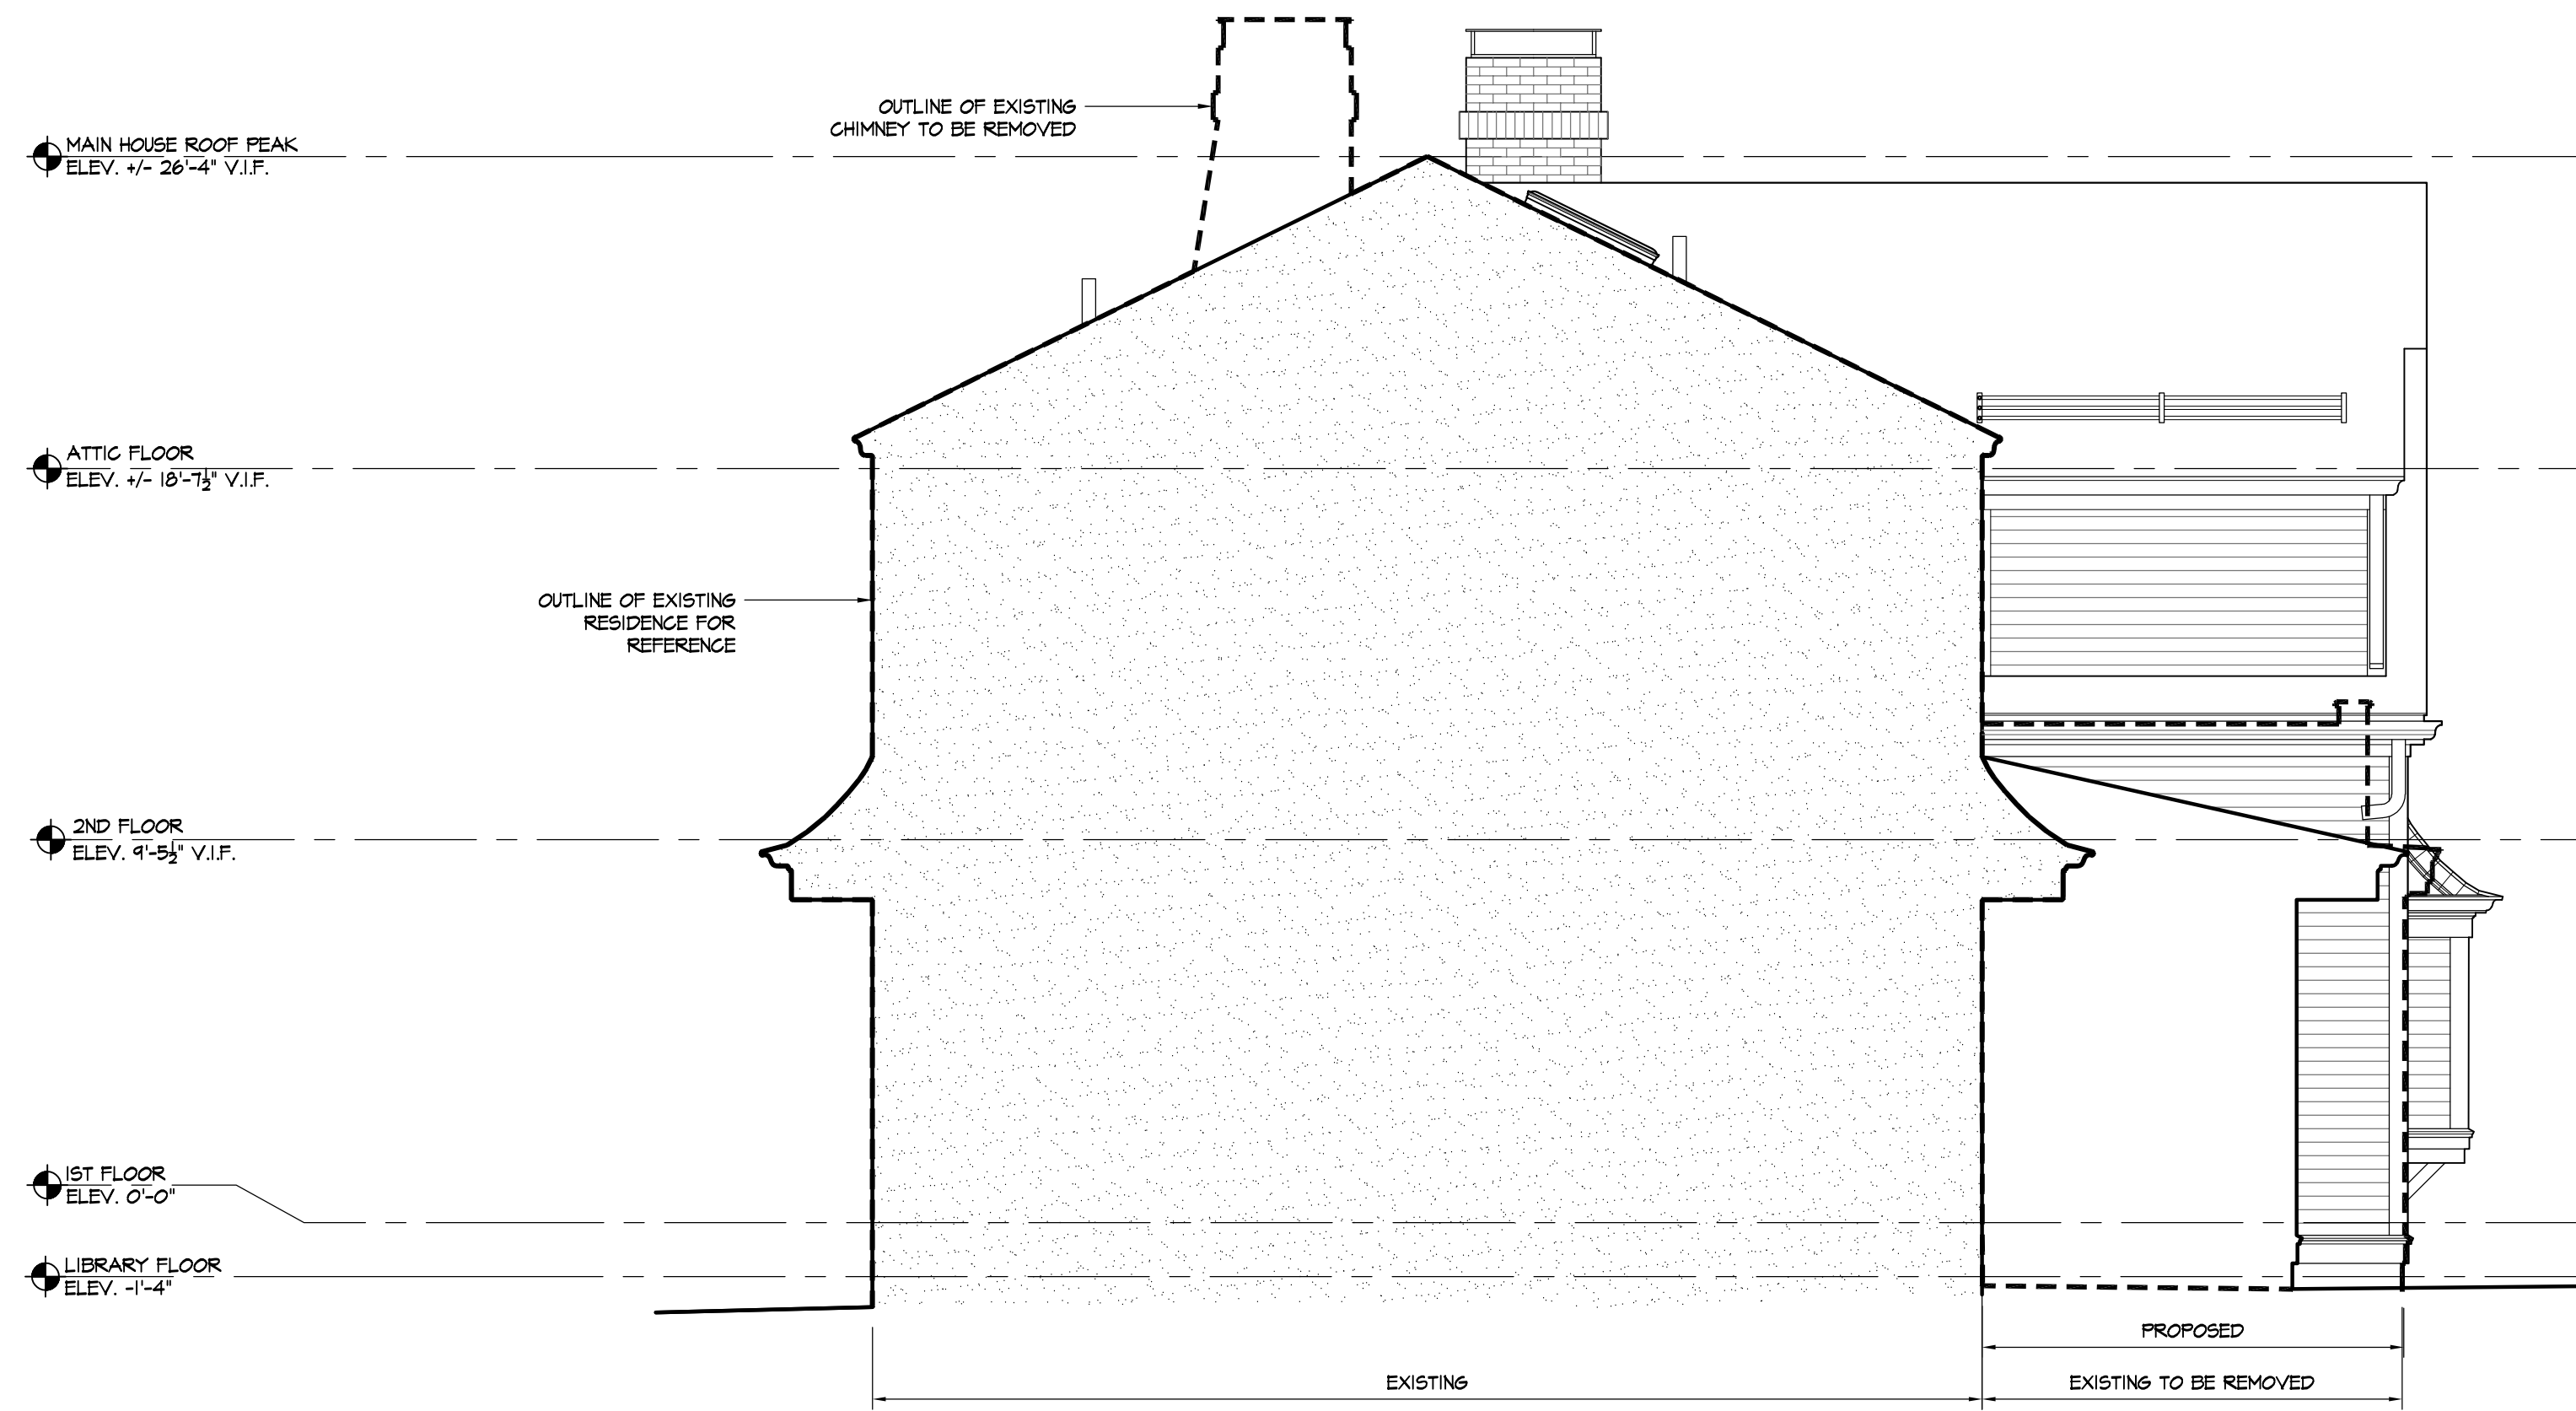 OUTLINE OF EXISTING
CHIMNEY TO BE REMOVED
MAIN HOUSE ROOF PEAK
ELEV. +/- 26'-4" V.I.F.
ATTIC FLOOR
ELEV. +/- 18'-7½" V.I.F.
OUTLINE OF EXISTING
RESIDENCE FOR
REFERENCE
2ND FLOOR
ELEV. 9'-5½" V.I.F.
1ST FLOOR
ELEV. 0'-0"
LIBRARY FLOOR
ELEV. -1'-4"
PROPOSED
EXISTING
EXISTING TO BE REMOVED